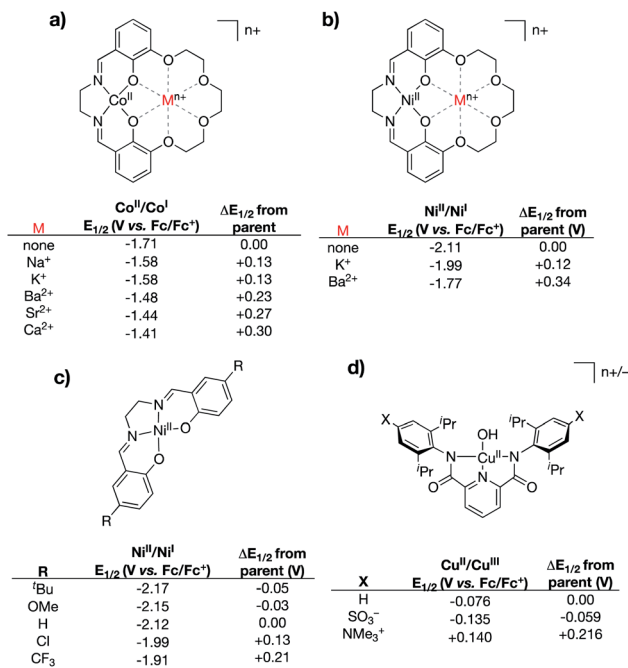 a)
n+
N
O
O
Co^II
M^n+
O
N
O
O
O
M
Co^II/Co^I
E1/2 (V vs. Fc/Fc+)
ΔE1/2 from
parent
none -1.71 0.00
Na+ -1.58 +0.13
K+ -1.58 +0.13
Ba2+ -1.48 +0.23
Sr2+ -1.44 +0.27
Ca2+ -1.41 +0.30
b)
n+
N
O
O
Ni^II
M^n+
O
N
O
O
O
M
Ni^II/Ni^I
E1/2 (V vs. Fc/Fc+)
ΔE1/2 from
parent (V)
none -2.11 0.00
K+ -1.99 +0.12
Ba2+ -1.77 +0.34
c)
R
N
Ni^II
O
N
O
R
R
Ni^II/Ni^I
E1/2 (V vs. Fc/Fc+)
ΔE1/2 from
parent (V)
tBu -2.17 -0.05
OMe -2.15 -0.03
H -2.12 0.00
Cl -1.99 +0.13
CF3 -1.91 +0.21
d)
n+/–
X
iPr
OH
iPr
X
Cu^II
N
N
iPr
N
iPr
O
O
X
Cu^II/Cu^III
E1/2 (V vs. Fc/Fc+)
ΔE1/2 from
parent (V)
H -0.076 0.00
SO3– -0.135 -0.059
NMe3+ +0.140 +0.216